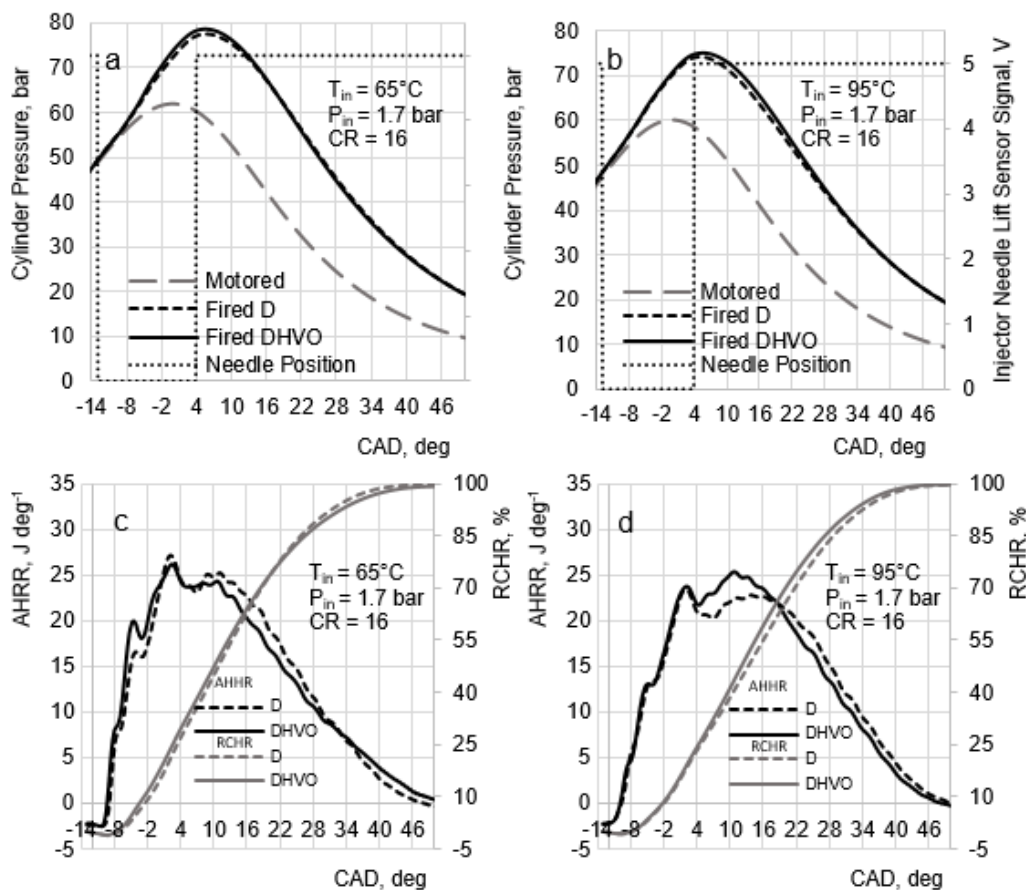 a
Cylinder Pressure, bar
80
70
60
50
40
30
20
10
0
T_in = 65°C
P_in = 1.7 bar
CR = 16
Motored
Fired D
Fired DHVO
Needle Position
-14 -8 -2 4 10 16 22 28 34 40 46
CAD, deg
b
Cylinder Pressure, bar
80
70
60
50
40
30
20
10
0
T_in = 95°C
P_in = 1.7 bar
CR = 16
Motored
Fired D
Fired DHVO
Needle Position
Injector Needle Lift Sensor Signal, V
5
4
3
2
1
0
-14 -8 -2 4 10 16 22 28 34 40 46
CAD, deg
c
AHRR, J deg⁻¹
35
30
25
20
15
10
5
0
-5
T_in = 65°C
P_in = 1.7 bar
CR = 16
AHHR
D
DHVO
RCHR
D
DHVO
RCHR, %
100
85
70
55
40
25
10
-5
-14 -8 -2 4 10 16 22 28 34 40 46
CAD, deg
d
AHRR, J deg⁻¹
35
30
25
20
15
10
5
0
-5
T_in = 95°C
P_in = 1.7 bar
CR = 16
AHHR
D
DHVO
RCHR
D
DHVO
RCHR, %
100
85
70
55
40
25
10
-5
-14 -8 -2 4 10 16 22 28 34 40 46
CAD, deg